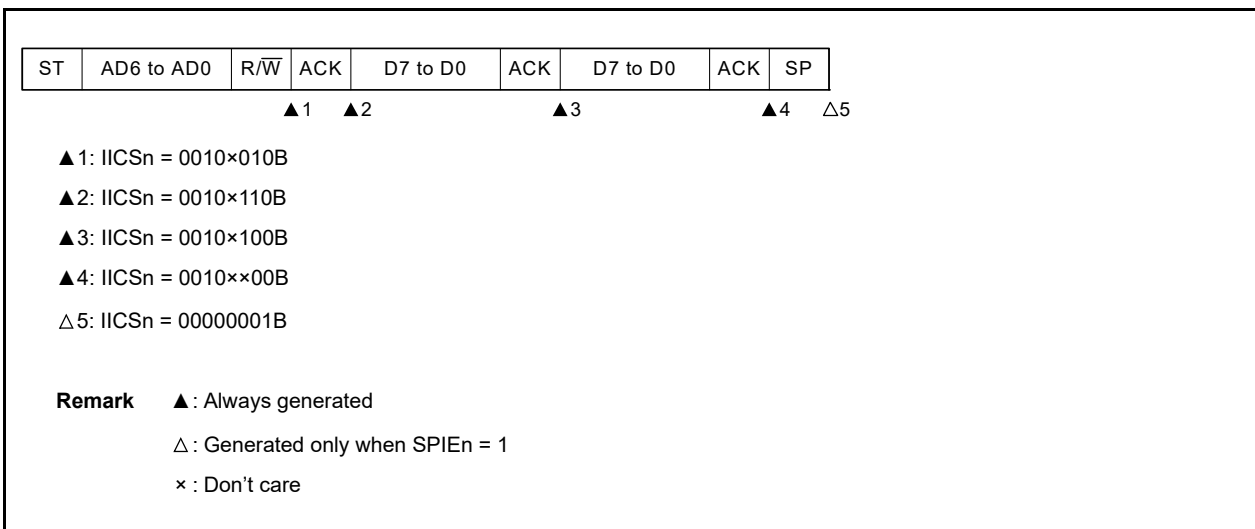 ST AD6 to AD0 R/W̅ ACK D7 to D0 ACK D7 to D0 ACK SP
▲1 ▲2 ▲3 ▲4 △5
▲1: IICSn = 0010×010B
▲2: IICSn = 0010×110B
▲3: IICSn = 0010×100B
▲4: IICSn = 0010××00B
△5: IICSn = 00000001B
Remark ▲: Always generated
△: Generated only when SPIEn = 1
×: Don’t care